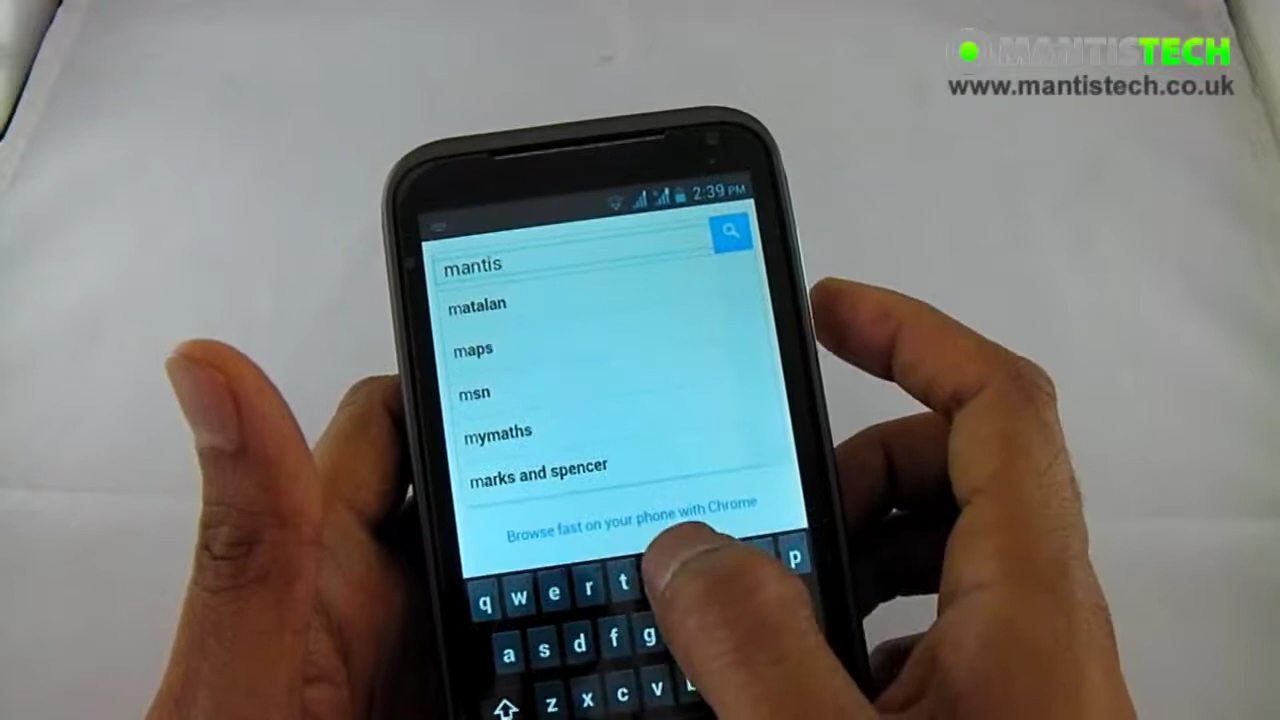 MANTISTECH
www.mantistech.co.uk
2:39 PM
mantis
matalan
maps
msn
mymaths
marks and spencer
Browse fast on your phone with Chrome
q w e r t p
a s d f g
z x c v